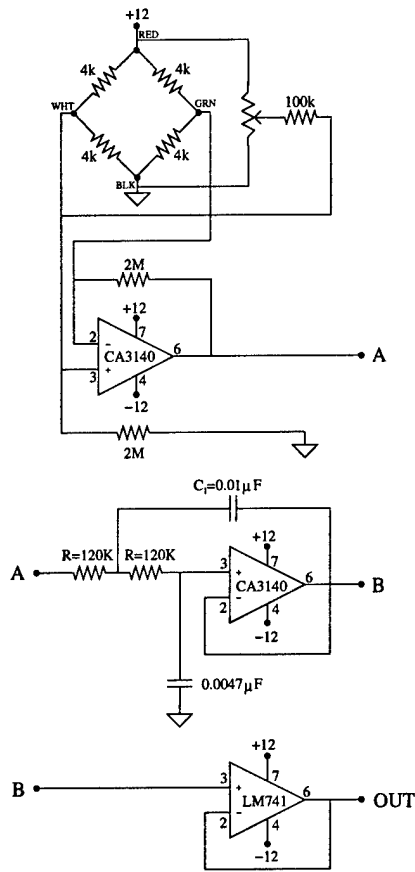 +12
RED
4k
4k
WHT
GRN
100k
4k
4k
BLK
2M
+12
2
-
7
CA3140
6
A
3
+
4
-12
2M
C₁=0.01µF
R=120K
R=120K
+12
A
3
+
7
CA3140
6
B
2
-
4
-12
0.0047µF
+12
B
3
+
7
LM741
6
OUT
2
-
4
-12